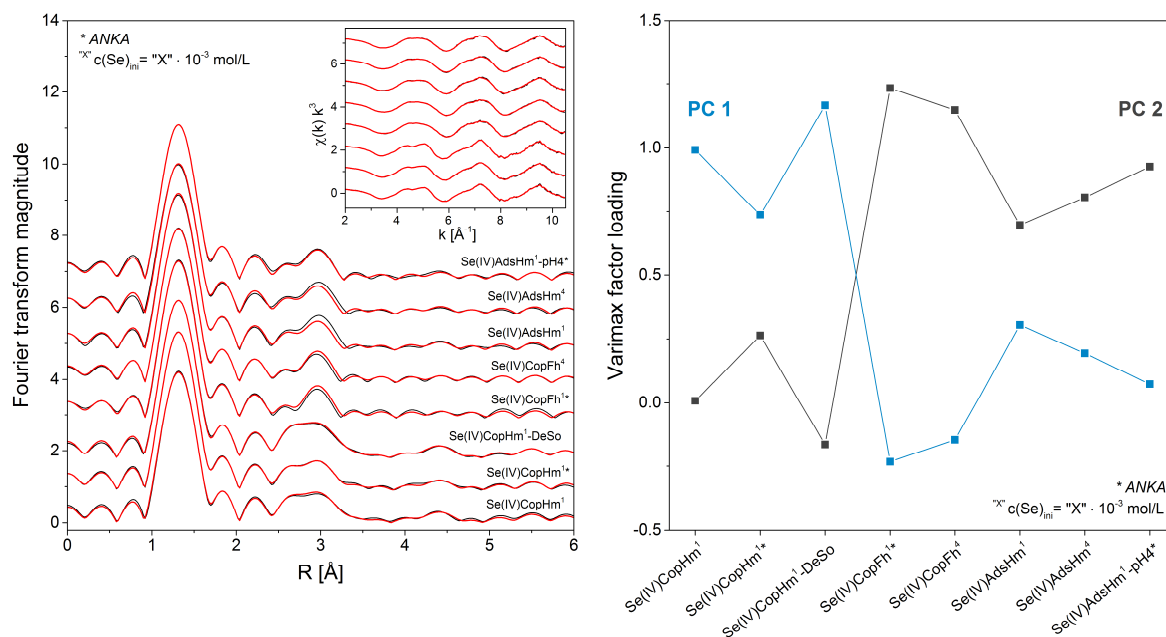 14
12
10
8
6
4
2
0
Fourier transform magnitude
* ANKA
"X" c(Se)ini= "X" · 10⁻³ mol/L
6
4
2
0
χ(k) k³
2 4 6 8 10
k [Å⁻¹]
Se(IV)AdsHm¹-pH4*
Se(IV)AdsHm⁴
Se(IV)AdsHm¹
Se(IV)CopFh⁴
Se(IV)CopFh¹*
Se(IV)CopHm¹-DeSo
Se(IV)CopHm¹*
Se(IV)CopHm¹
0 1 2 3 4 5 6
R [Å]
1.5
1.0
0.5
0.0
-0.5
Varimax factor loading
PC 1
PC 2
* ANKA
"X" c(Se)ini= "X" · 10⁻³ mol/L
Se(IV)CopHm¹
Se(IV)CopHm¹*
Se(IV)CopHm¹-DeSo
Se(IV)CopFh¹*
Se(IV)CopFh⁴
Se(IV)AdsHm¹
Se(IV)AdsHm⁴
Se(IV)AdsHm¹-pH4*